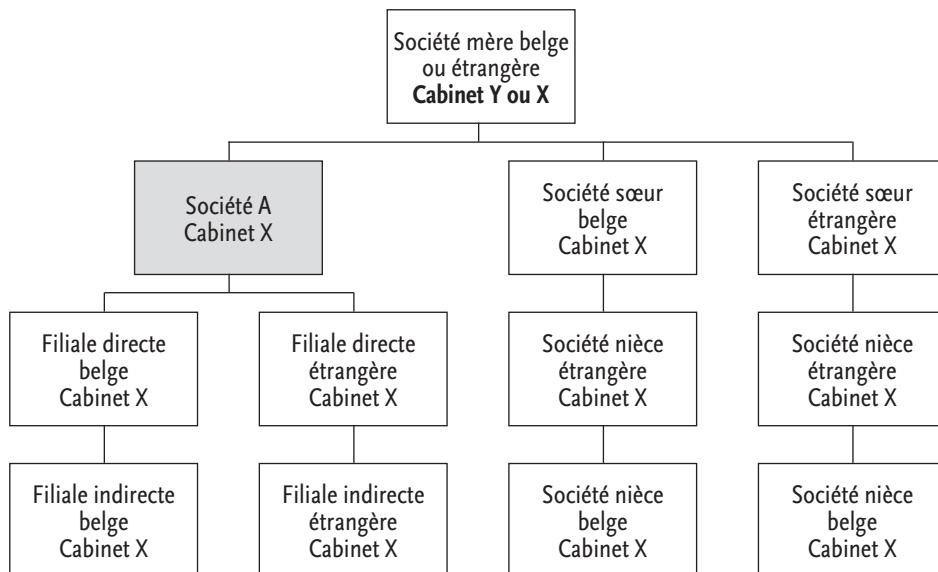 Société mère belge
ou étrangère
Cabinet Y ou X
Société A
Cabinet X
Société sœur
belge
Cabinet X
Société sœur
étrangère
Cabinet X
Filiale directe
belge
Cabinet X
Filiale directe
étrangère
Cabinet X
Société nièce
étrangère
Cabinet X
Société nièce
étrangère
Cabinet X
Filiale indirecte
belge
Cabinet X
Filiale indirecte
étrangère
Cabinet X
Société nièce
belge
Cabinet X
Société nièce
belge
Cabinet X